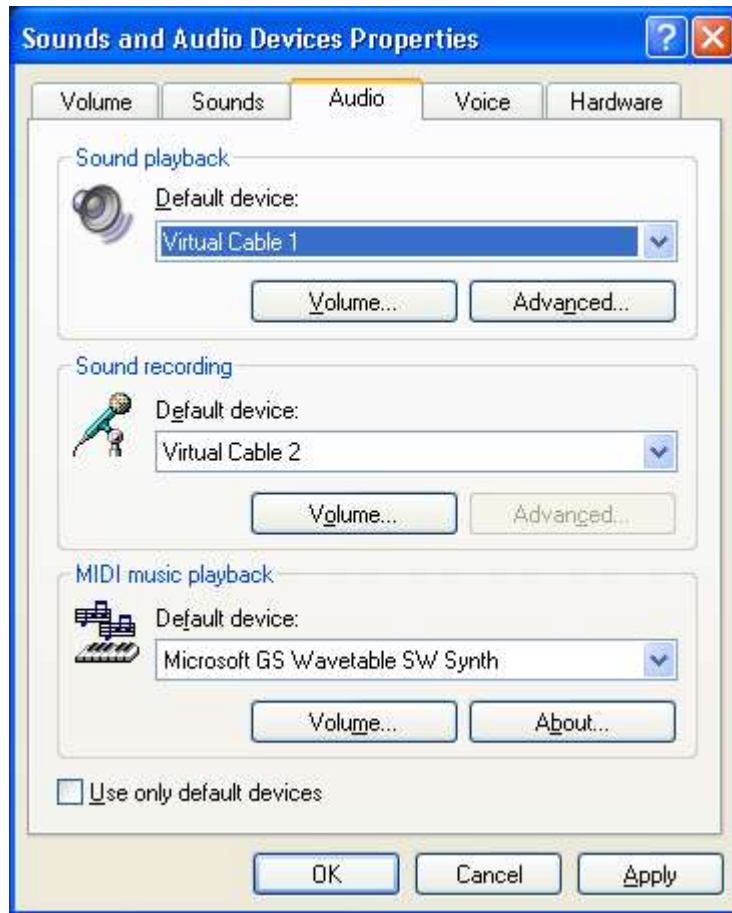 Sounds and Audio Devices Properties
?
Volume Sounds Audio Voice Hardware
Sound playback
Default device:
Virtual Cable 1
Volume... Advanced...
Sound recording
Default device:
Virtual Cable 2
Volume... Advanced...
MIDI music playback
Default device:
Microsoft GS Wavetable SW Synth
Volume... About...
Use only default devices
OK Cancel Apply